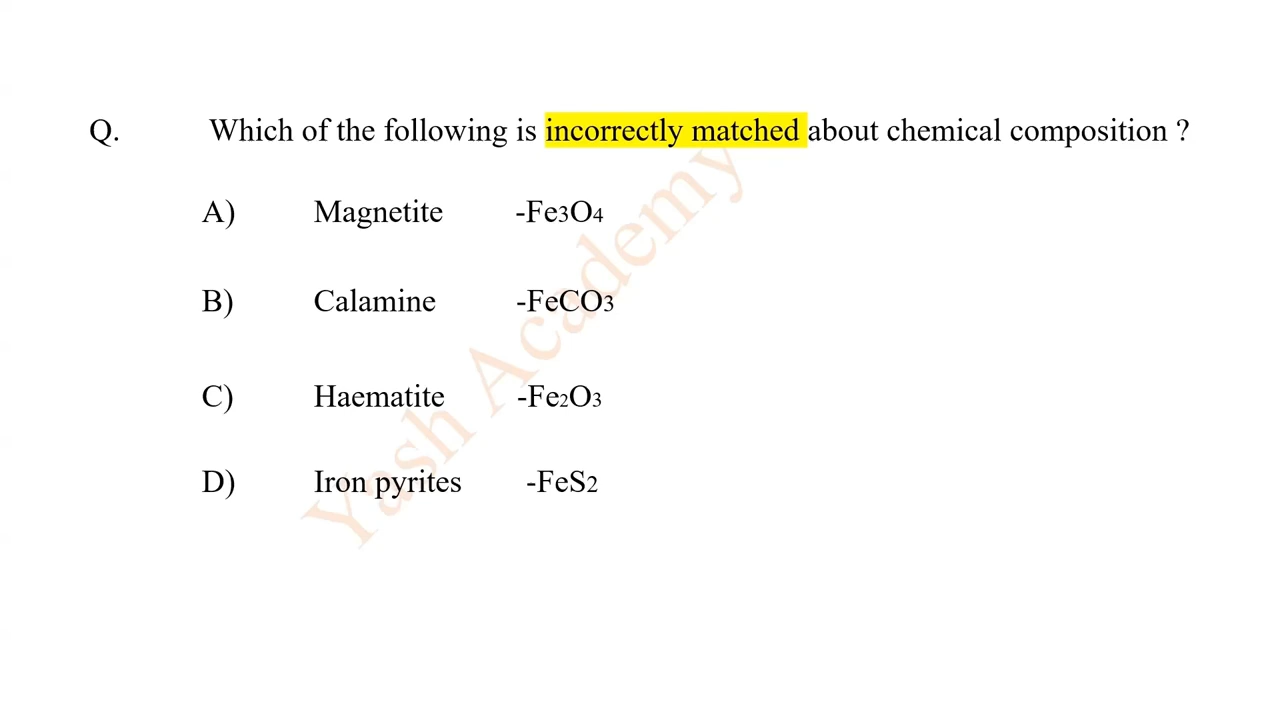 Q. Which of the following is incorrectly matched about chemical composition ?
A) Magnetite -Fe3O4
B) Calamine -FeCO3
C) Haematite -Fe2O3
D) Iron pyrites -FeS2
Yash Academy